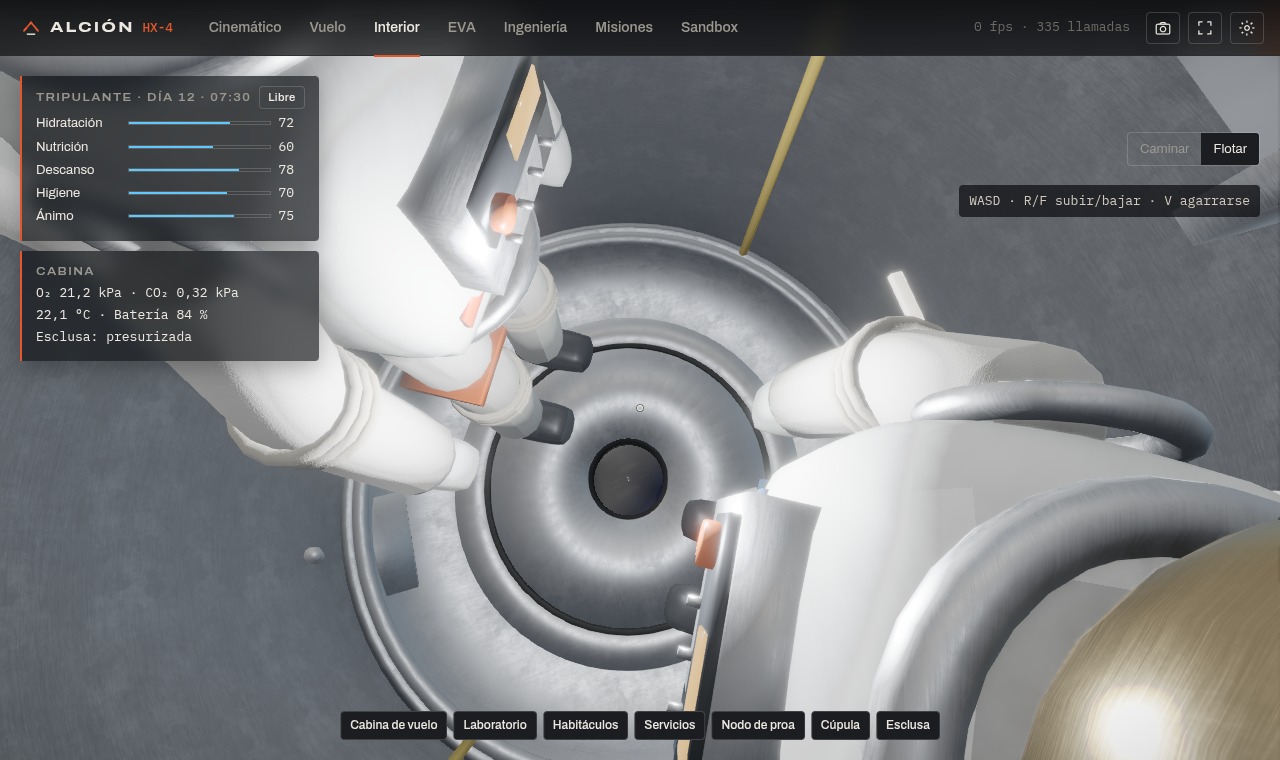 ALCIÓN HX-4 Cinemático Vuelo Interior EVA Ingeniería Misiones Sandbox 0 fps · 335 llamadas
TRIPULANTE · DÍA 12 · 07:30 Libre
Hidratación 72
Nutrición 60
Descanso 78
Higiene 70
Ánimo 75
CABINA
O₂ 21,2 kPa · CO₂ 0,32 kPa
22,1 °C · Batería 84 %
Esclusa: presurizada
Caminar Flotar
WASD · R/F subir/bajar · V agarrarse
Cabina de vuelo Laboratorio Habitáculos Servicios Nodo de proa Cúpula Esclusa